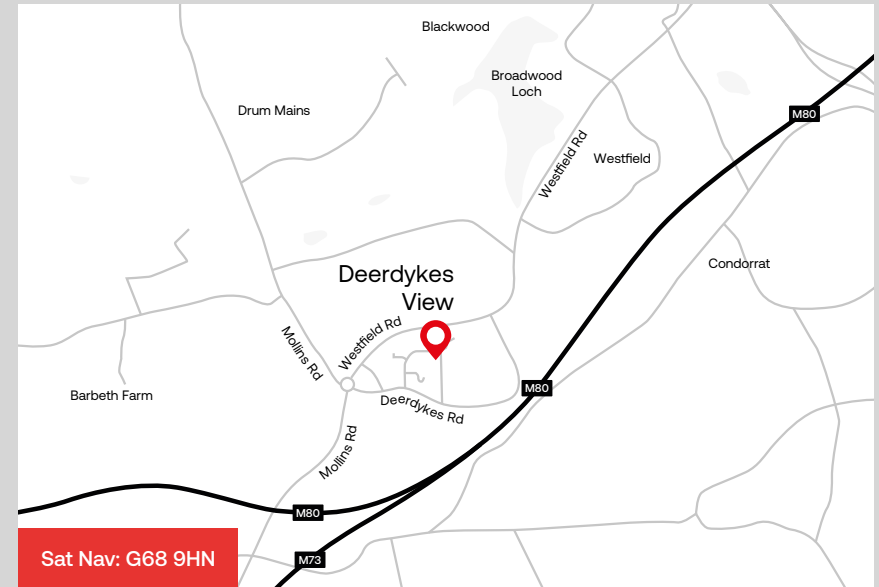 Blackwood
Broadwood
Loch
Drum Mains
M80
Westfield Rd
Westfield
Condorrat
Deerdykes
View
Westfield Rd
Mollins Rd
M80
Barbeth Farm
Deerdykes Rd
Mollins Rd
M80
Sat Nav: G68 9HN
M73